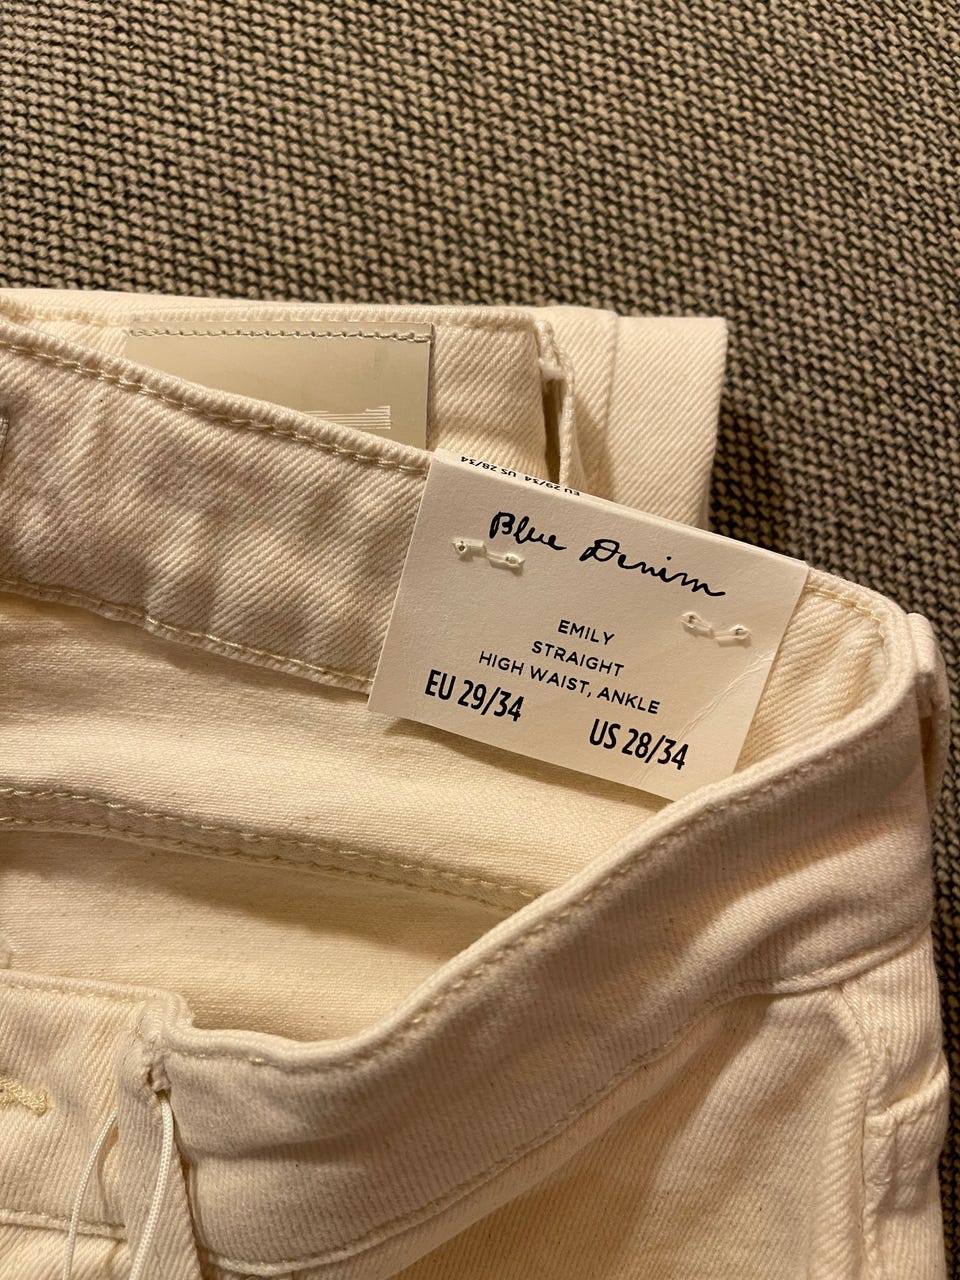 EU 29/34 US 28/34
Blue Denim
EMILY
STRAIGHT
HIGH WAIST, ANKLE
EU 29/34 US 28/34